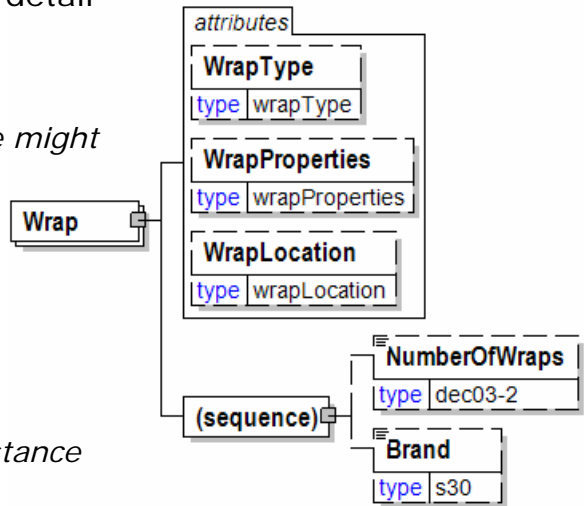 detail
attributes
WrapType
type wrapType
e might
WrapProperties
type wrapProperties
Wrap
WrapLocation
type wrapLocation
NumberOfWraps
type dec03-2
(sequence)
tance
Brand
type s30